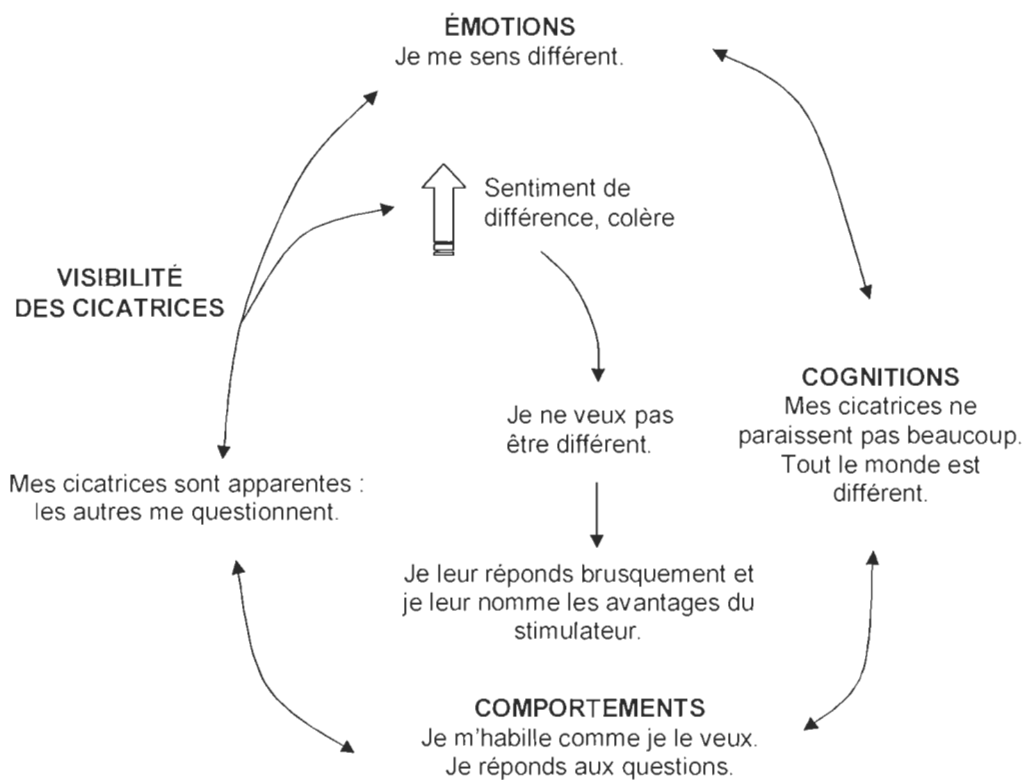 ÉMOTIONS
Je me sens différent.
Sentiment de
différence, colère
VISIBILITÉ
DES CICATRICES
COGNITIONS
Mes cicatrices ne
paraissent pas beaucoup.
Tout le monde est
différent.
Je ne veux pas
être différent.
Mes cicatrices sont apparentes :
les autres me questionnent.
Je leur réponds brusquement et
je leur nomme les avantages du
stimulateur.
COMPORTEMENTS
Je m'habille comme je le veux.
Je réponds aux questions.